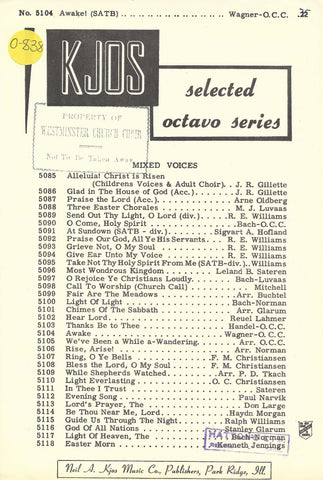 No. 5104 Awake! (SATB) .................. Wagner-O.C.C. .22
O-838
KJOS
selected
octavo series
PROPERTY OF
WESTMINSTER CHURCH CHOIR
Not To Be Taken Away
MIXED VOICES
5085 Alleluia! Christ is Risen
(Childrens Voices & Adult Choir).. J. R. Gillette
5086 Glad in the House of God (Acc.)....... J. R. Gillette
5087 Praise the Lord (Acc.)............ Arne Oldberg
5088 Three Easter Chorales ........... M. J. Luvaas
5089 Send Out Thy Light, O Lord (div.)..... R. E. Williams
5090 O Come, Holy Spirit ............. Bach-O.C.C.
5091 At Sundown (SATB - div.)..... Sigvart A. Hofland
5092 Praise Our God, All Ye His Servants... R. E. Williams
5093 Grieve Not, O My Soul ......... R. E. Williams
5094 Give Ear Unto My Voice ........ R. E. Williams
5095 Take Not Thy Holy Spirit From Me (SATB-div.)..Williams
5096 Most Wondrous Kingdom....... Leland B. Sateren
5097 O Rejoice Ye Christians Loudly....... Bach-Luvaas
5098 Call To Worship (Church Call)........ Mitchell
5099 Fair Are The Meadows ........... Arr. Buchtel
5100 Light Of Light............... Bach-Norman
5101 Chimes Of The Sabbath .......... Arr. Glarum
5102 Hear Lord................. Reuel Lahmer
5103 Thanks Be to Thee ............. Handel-O.C.C.
5104 Awake .................. Wagner-O.C.C.
5105 We've Been a While a-Wandering....... Arr. O.C.C.
5106 Rise, Arise! ................. Arr. Norman
5107 Ring, O Ye Bells ........... F. M. Christiansen
5108 Bless the Lord, O My Soul ..... F. M. Christiansen
5109 While Shepherds Watched ....... Arr. P. D. Tkach
5110 Light Everlasting ........... O. C. Christiansen
5111 In Thee I Trust ................ Sateren
5112 Evening Song ............... Paul Narvik
5113 Lord's Prayer, The ............. Don Large
5114 Be Thou Near Me, Lord.......... Haydn Morgan
5115 Guide Us Through The Night....... Ralph Williams
5116 God Of All Nations .......... Stanley Glarum
5117 Light Of Heaven, The ........... Bach-Norman
5118 Easter Morn .............. Kenneth Jennings
Neil A. Kjos Music Co., Publishers, Park Ridge, Ill.